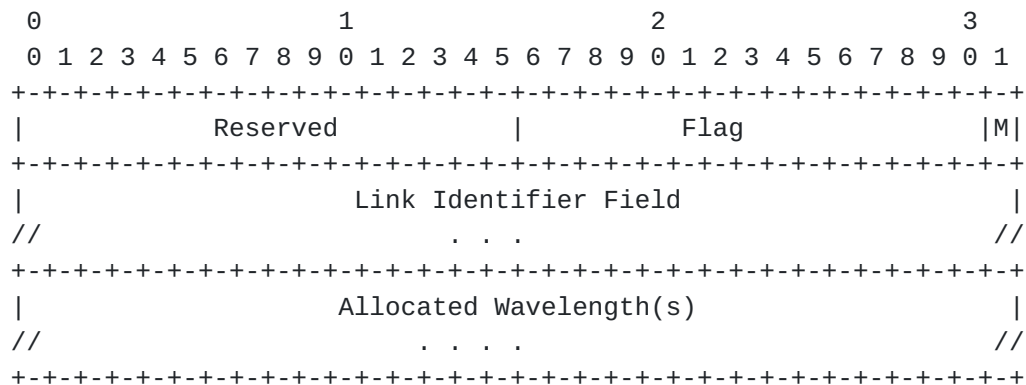 0                   1                   2                   3
 0 1 2 3 4 5 6 7 8 9 0 1 2 3 4 5 6 7 8 9 0 1 2 3 4 5 6 7 8 9 0 1
+-+-+-+-+-+-+-+-+-+-+-+-+-+-+-+-+-+-+-+-+-+-+-+-+-+-+-+-+-+-+-+-+
|            Reserved           |          Flag               |M|
+-+-+-+-+-+-+-+-+-+-+-+-+-+-+-+-+-+-+-+-+-+-+-+-+-+-+-+-+-+-+-+-+
|                     Link Identifier Field                     |
//                          . . .                              //
+-+-+-+-+-+-+-+-+-+-+-+-+-+-+-+-+-+-+-+-+-+-+-+-+-+-+-+-+-+-+-+-+
|                    Allocated Wavelength(s)                    |
//                        . . . .                              //
+-+-+-+-+-+-+-+-+-+-+-+-+-+-+-+-+-+-+-+-+-+-+-+-+-+-+-+-+-+-+-+-+